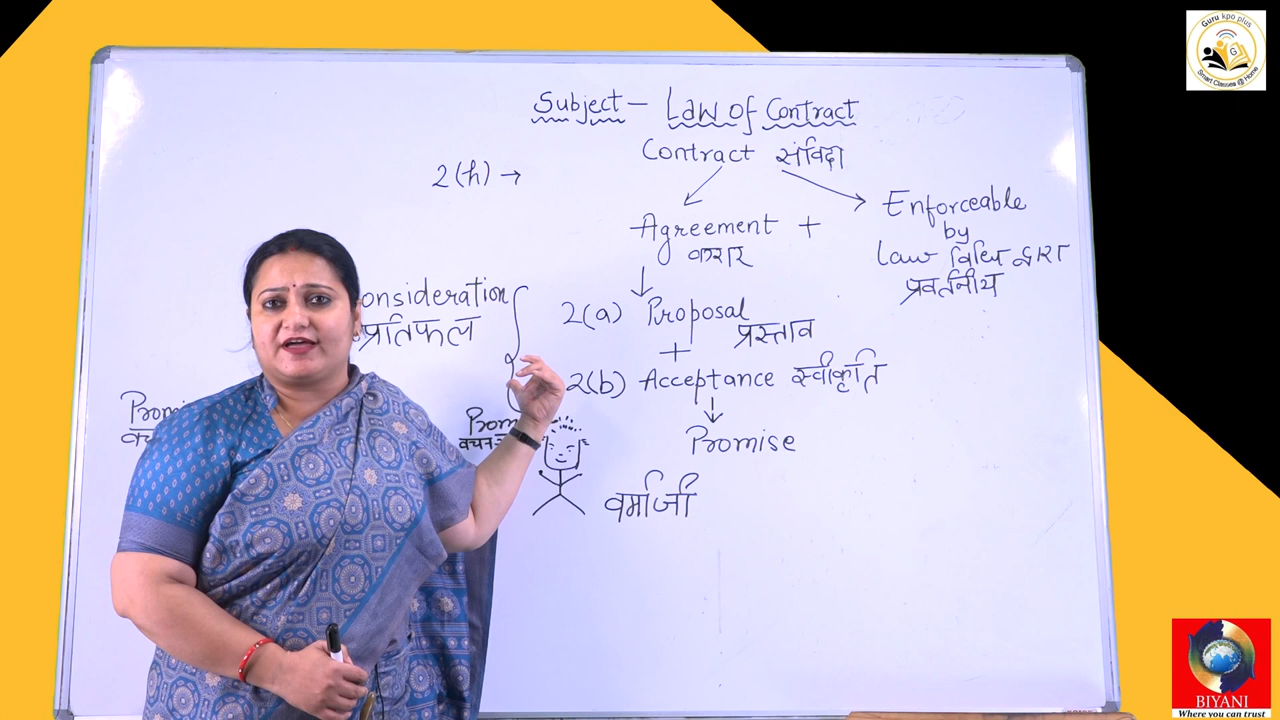 Guru kpo plus
G
Smart Classes @ Home
Subject - Law of Contract
Contract संविदा
2(h) →
Agreement +
करार
Enforceable
by
Law विधि द्वारा
प्रवर्तनीय
onsideration
प्रतिफल
2(a) Proposal
प्रस्ताव
+
2(b) Acceptance स्वीकृति
Promise
वर्माजी
BIYANI
Where you can trust